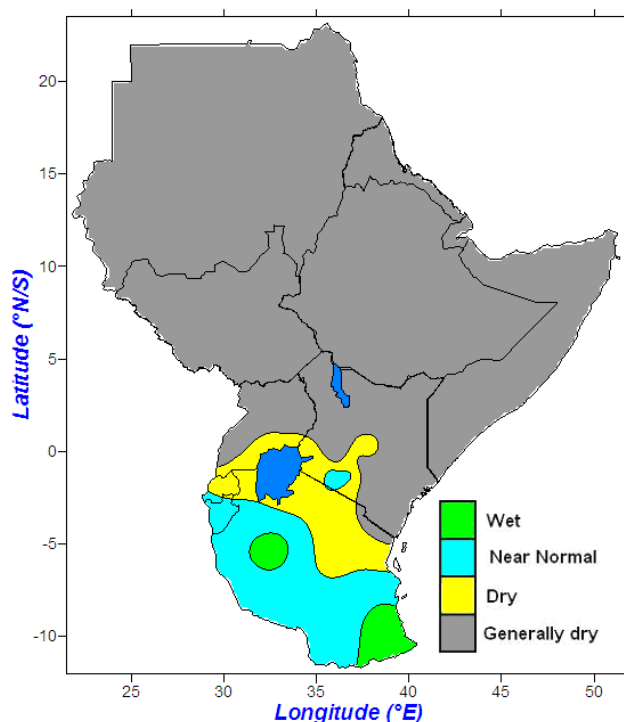 20
15
10
5
0
-5
-10
Latitude (°N/S)
Wet
Near Normal
Dry
Generally dry
25 30 35 40 45 50
Longitude (°E)